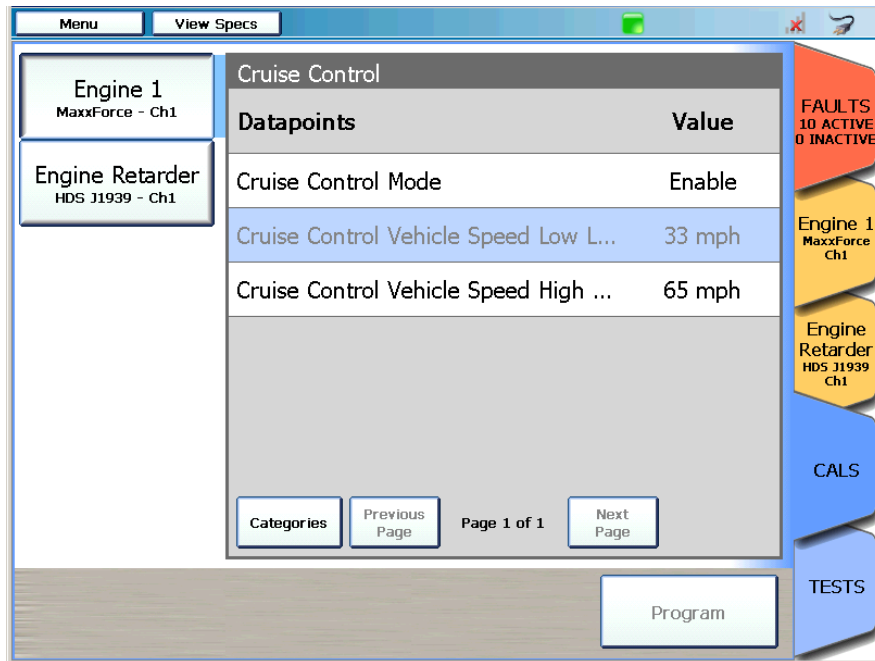 Menu
View Specs
Engine 1
MaxxForce - Ch1
Engine Retarder
HDS J1939 - Ch1
Cruise Control
Datapoints Value
Cruise Control Mode Enable
Cruise Control Vehicle Speed Low L... 33 mph
Cruise Control Vehicle Speed High ... 65 mph
Categories
Previous
Page
Page 1 of 1
Next
Page
Program
FAULTS
10 ACTIVE
0 INACTIVE
Engine 1
MaxxForce
Ch1
Engine
Retarder
HDS J1939
Ch1
CALS
TESTS